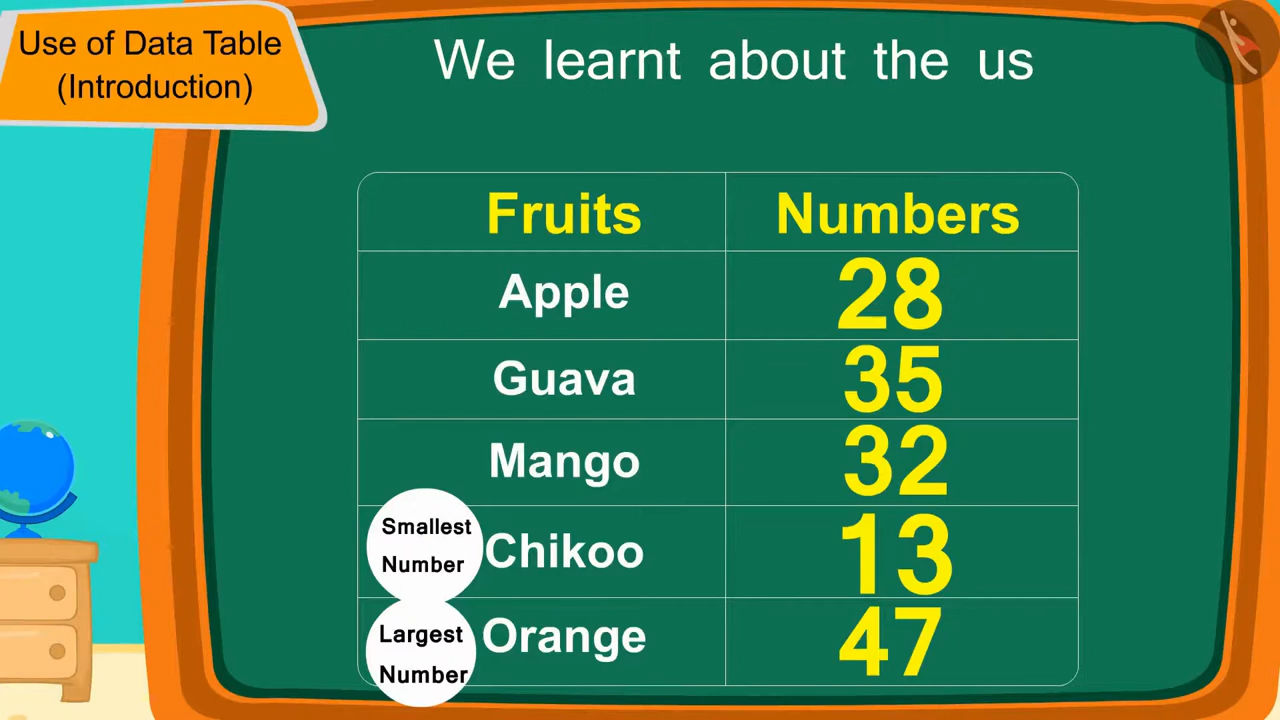 Use of Data Table
(Introduction)
We learnt about the us
Fruits Numbers
Apple 28
Guava 35
Mango 32
Smallest
Number
Chikoo 13
Largest
Number
Orange 47